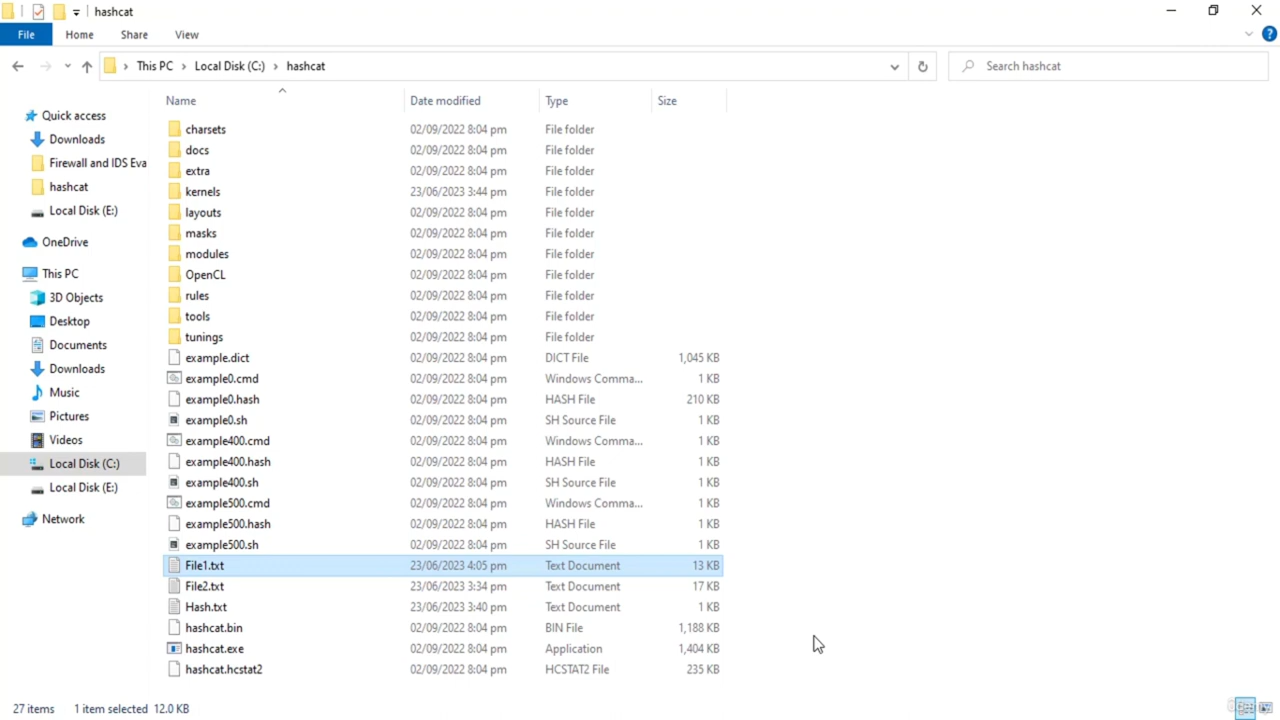 hashcat
File Home Share View
This PC Local Disk (C:) hashcat
Search hashcat
Quick access
Downloads
Firewall and IDS Eva
hashcat
Local Disk (E:)
OneDrive
This PC
3D Objects
Desktop
Documents
Downloads
Music
Pictures
Videos
Local Disk (C:)
Local Disk (E:)
Network
Name Date modified Type Size
charsets 02/09/2022 8:04 pm File folder
docs 02/09/2022 8:04 pm File folder
extra 02/09/2022 8:04 pm File folder
kernels 23/06/2023 3:44 pm File folder
layouts 02/09/2022 8:04 pm File folder
masks 02/09/2022 8:04 pm File folder
modules 02/09/2022 8:04 pm File folder
OpenCL 02/09/2022 8:04 pm File folder
rules 02/09/2022 8:04 pm File folder
tools 02/09/2022 8:04 pm File folder
tunings 02/09/2022 8:04 pm File folder
example.dict 02/09/2022 8:04 pm DICT File 1,045 KB
example0.cmd 02/09/2022 8:04 pm Windows Comma... 1 KB
example0.hash 02/09/2022 8:04 pm HASH File 210 KB
example0.sh 02/09/2022 8:04 pm SH Source File 1 KB
example400.cmd 02/09/2022 8:04 pm Windows Comma... 1 KB
example400.hash 02/09/2022 8:04 pm HASH File 1 KB
example400.sh 02/09/2022 8:04 pm SH Source File 1 KB
example500.cmd 02/09/2022 8:04 pm Windows Comma... 1 KB
example500.hash 02/09/2022 8:04 pm HASH File 1 KB
example500.sh 02/09/2022 8:04 pm SH Source File 1 KB
File1.txt 23/06/2023 4:05 pm Text Document 13 KB
File2.txt 23/06/2023 3:34 pm Text Document 17 KB
Hash.txt 23/06/2023 3:40 pm Text Document 1 KB
hashcat.bin 02/09/2022 8:04 pm BIN File 1,188 KB
hashcat.exe 02/09/2022 8:04 pm Application 1,404 KB
hashcat.hcstat2 02/09/2022 8:04 pm HCSTAT2 File 235 KB
27 items 1 item selected 12.0 KB